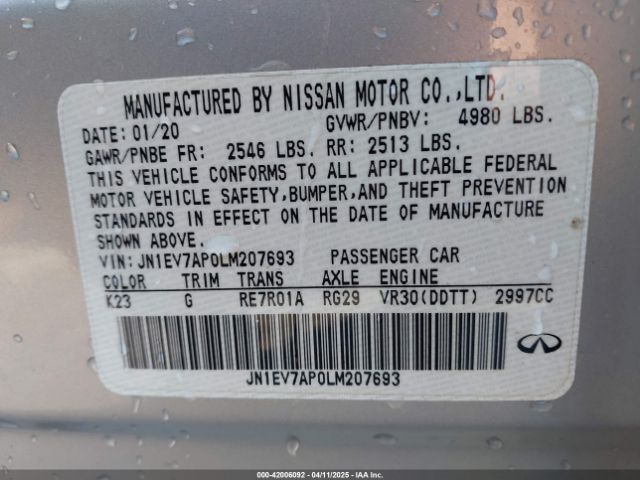 MANUFACTURED BY NISSAN MOTOR CO.,LTD.
DATE: 01/20 GVWR/PNBV: 4980 LBS.
GAWR/PNBE FR: 2546 LBS. RR: 2513 LBS.
THIS VEHICLE CONFORMS TO ALL APPLICABLE FEDERAL
MOTOR VEHICLE SAFETY,BUMPER,AND THEFT PREVENTION
STANDARDS IN EFFECT ON THE DATE OF MANUFACTURE
SHOWN ABOVE.
VIN: JN1EV7AP0LM207693 PASSENGER CAR
COLOR TRIM TRANS AXLE ENGINE
K23 G RE7R01A RG29 VR30(DDTT) 2997CC
JN1EV7AP0LM207693
000-42006092 - 04/11/2025 - IAA Inc.